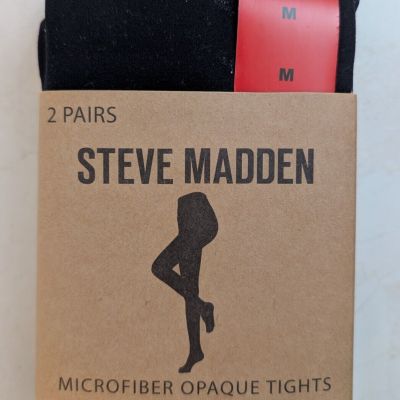 M
M
2 PAIRS
STEVE MADDEN
MICROFIBER OPAQUE TIGHTS